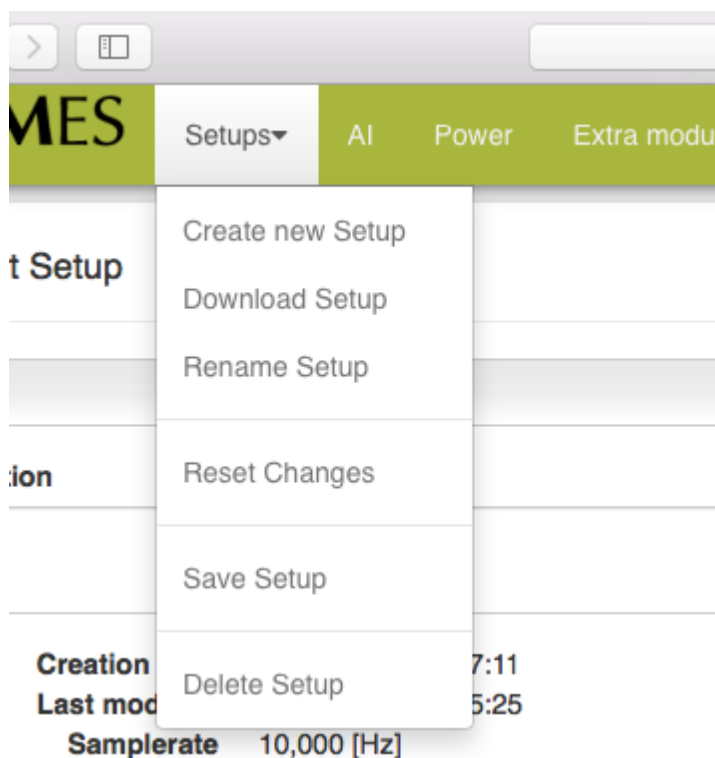 MES Setups AI Power Extra modu
Create new Setup
t Setup
Download Setup
Rename Setup
tion
Reset Changes
Save Setup
Creation 7:11
Delete Setup
Last mod 5:25
Samplerate 10,000 [Hz]